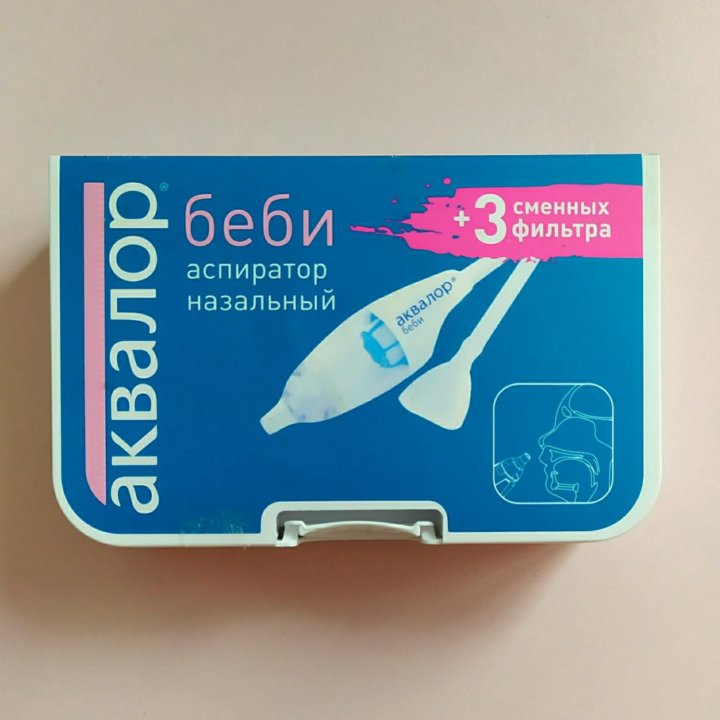 аквалор®
беби
аспиратор
назальный
+3 сменных
фильтра
аквалор®
беби